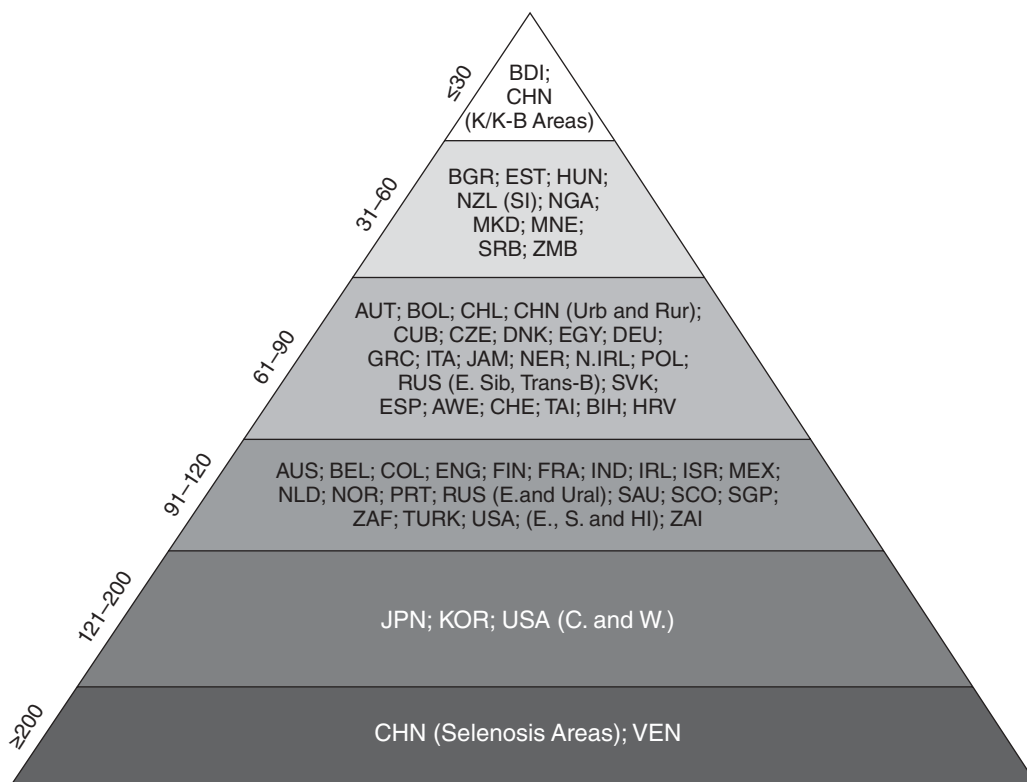 ≤30
BDI;
CHN
(K/K-B Areas)
31–60
BGR; EST; HUN;
NZL (SI); NGA;
MKD; MNE;
SRB; ZMB
61–90
AUT; BOL; CHL; CHN (Urb and Rur);
CUB; CZE; DNK; EGY; DEU;
GRC; ITA; JAM; NER; N.IRL; POL;
RUS (E. Sib, Trans-B); SVK;
ESP; AWE; CHE; TAI; BIH; HRV
91–120
AUS; BEL; COL; ENG; FIN; FRA; IND; IRL; ISR; MEX;
NLD; NOR; PRT; RUS (E.and Ural); SAU; SCO; SGP;
ZAF; TURK; USA; (E., S. and HI); ZAI
121–200
JPN; KOR; USA (C. and W.)
≥200
CHN (Selenosis Areas); VEN